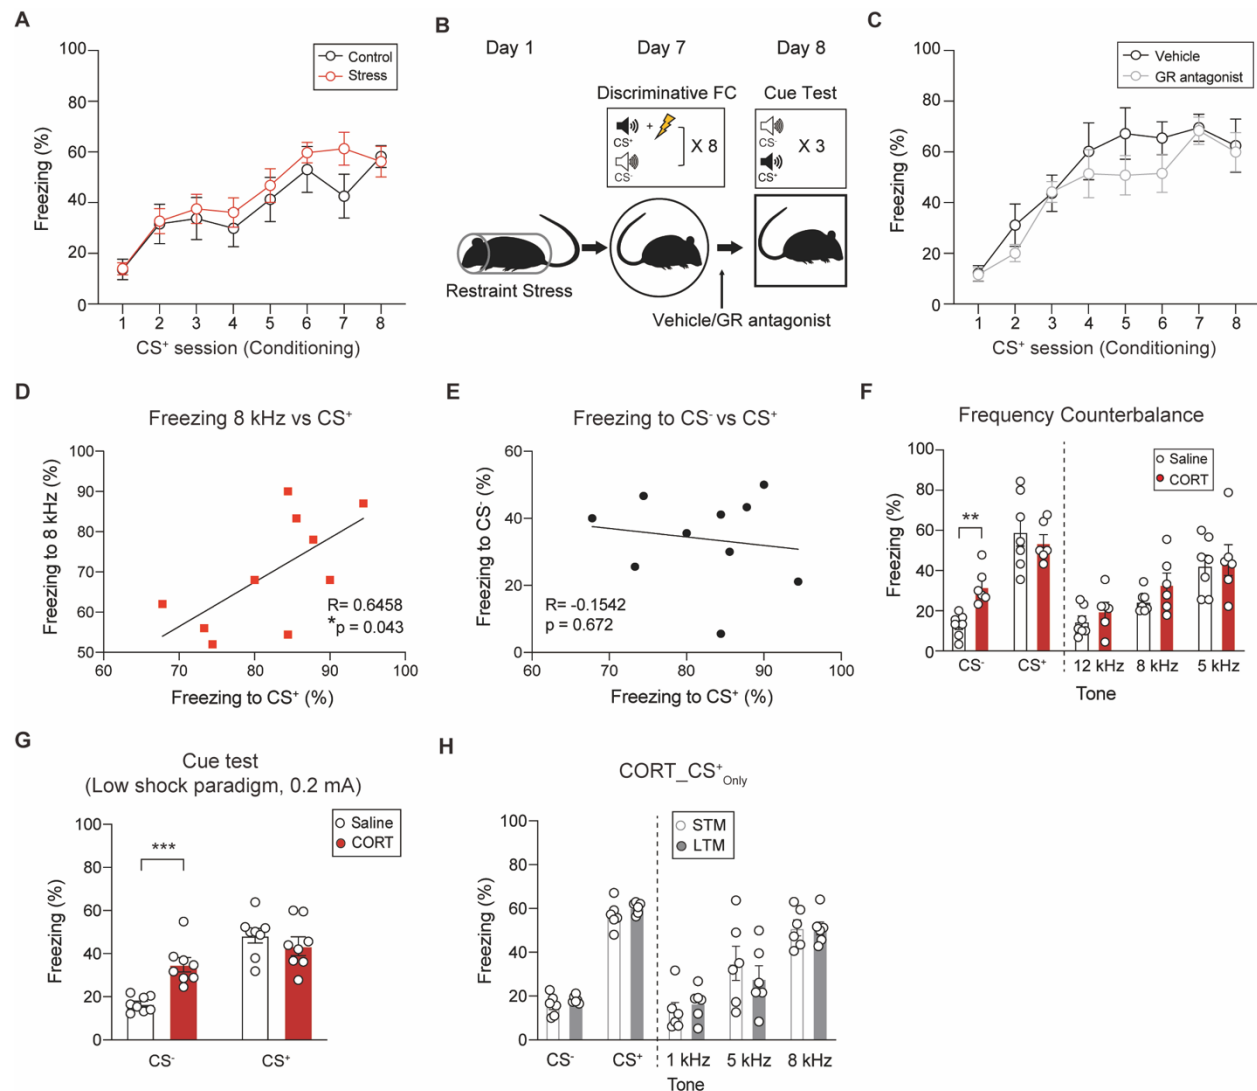 A
100
80
60
40
20
0
Freezing (%)
Control
Stress
1 2 3 4 5 6 7 8
CS⁺ session (Conditioning)
B
Day 1 Day 7 Day 8
Discriminative FC
Cue Test
CS⁺ + X 8
CS⁻
CS⁻ X 3
CS⁺
Restraint Stress
Vehicle/GR antagonist
C
100
80
60
40
20
0
Freezing (%)
Vehicle
GR antagonist
1 2 3 4 5 6 7 8
CS⁺ session (Conditioning)
D
Freezing 8 kHz vs CS⁺
100
90
80
70
60
50
Freezing to 8 kHz (%)
R= 0.6458
*p = 0.043
60 70 80 90 100
Freezing to CS⁺ (%)
E
Freezing to CS⁻ vs CS⁺
60
40
20
0
Freezing to CS⁻ (%)
R= -0.1542
p = 0.672
60 70 80 90 100
Freezing to CS⁺ (%)
F
Frequency Counterbalance
100
80
60
40
20
0
Freezing (%)
Saline
CORT
**
CS⁻ CS⁺ 12 kHz 8 kHz 5 kHz
Tone
G
Cue test
(Low shock paradigm, 0.2 mA)
100
80
60
40
20
0
Freezing (%)
Saline
CORT
***
CS⁻ CS⁺
H
CORT_CS⁺Only
100
80
60
40
20
0
Freezing (%)
STM
LTM
CS⁻ CS⁺ 1 kHz 5 kHz 8 kHz
Tone